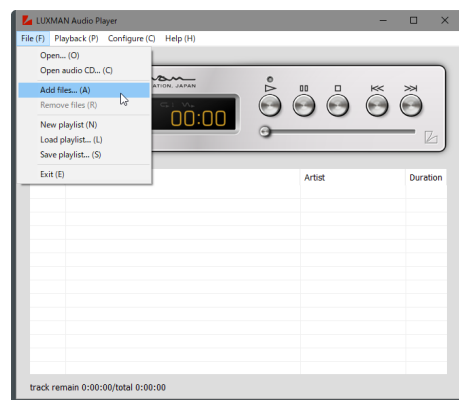 LUXMAN Audio Player
File (F) Playback (P) Configure (C) Help (H)
Open... (O)
Open audio CD... (C)
Add files... (A)
Remove files (R)
New playlist (N)
Load playlist... (L)
Save playlist... (S)
Exit (E)
ATION, JAPAN
00:00
Artist Duration
track remain 0:00:00/total 0:00:00